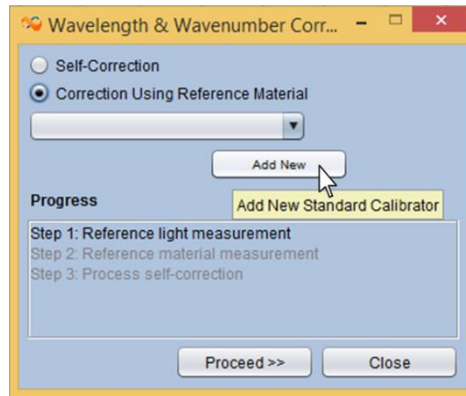 Wavelength & Wavenumber Corr...
Self-Correction
Correction Using Reference Material
Add New
Progress
Add New Standard Calibrator
Step 1: Reference light measurement
Step 2: Reference material measurement
Step 3: Process self-correction
Proceed >>
Close